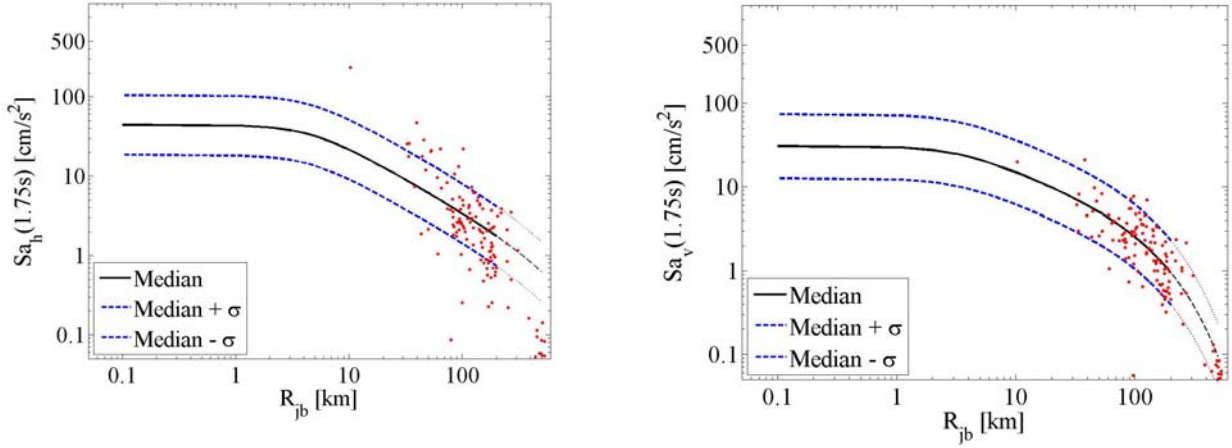 Sa_h(1.75s) [cm/s²]
500
100
10
1
0.1
Median
Median + σ
Median - σ
0.1
1
10
100
R_jb [km]
Sa_v(1.75s) [cm/s²]
500
100
10
1
0.1
Median
Median + σ
Median - σ
0.1
1
10
100
R_jb [km]